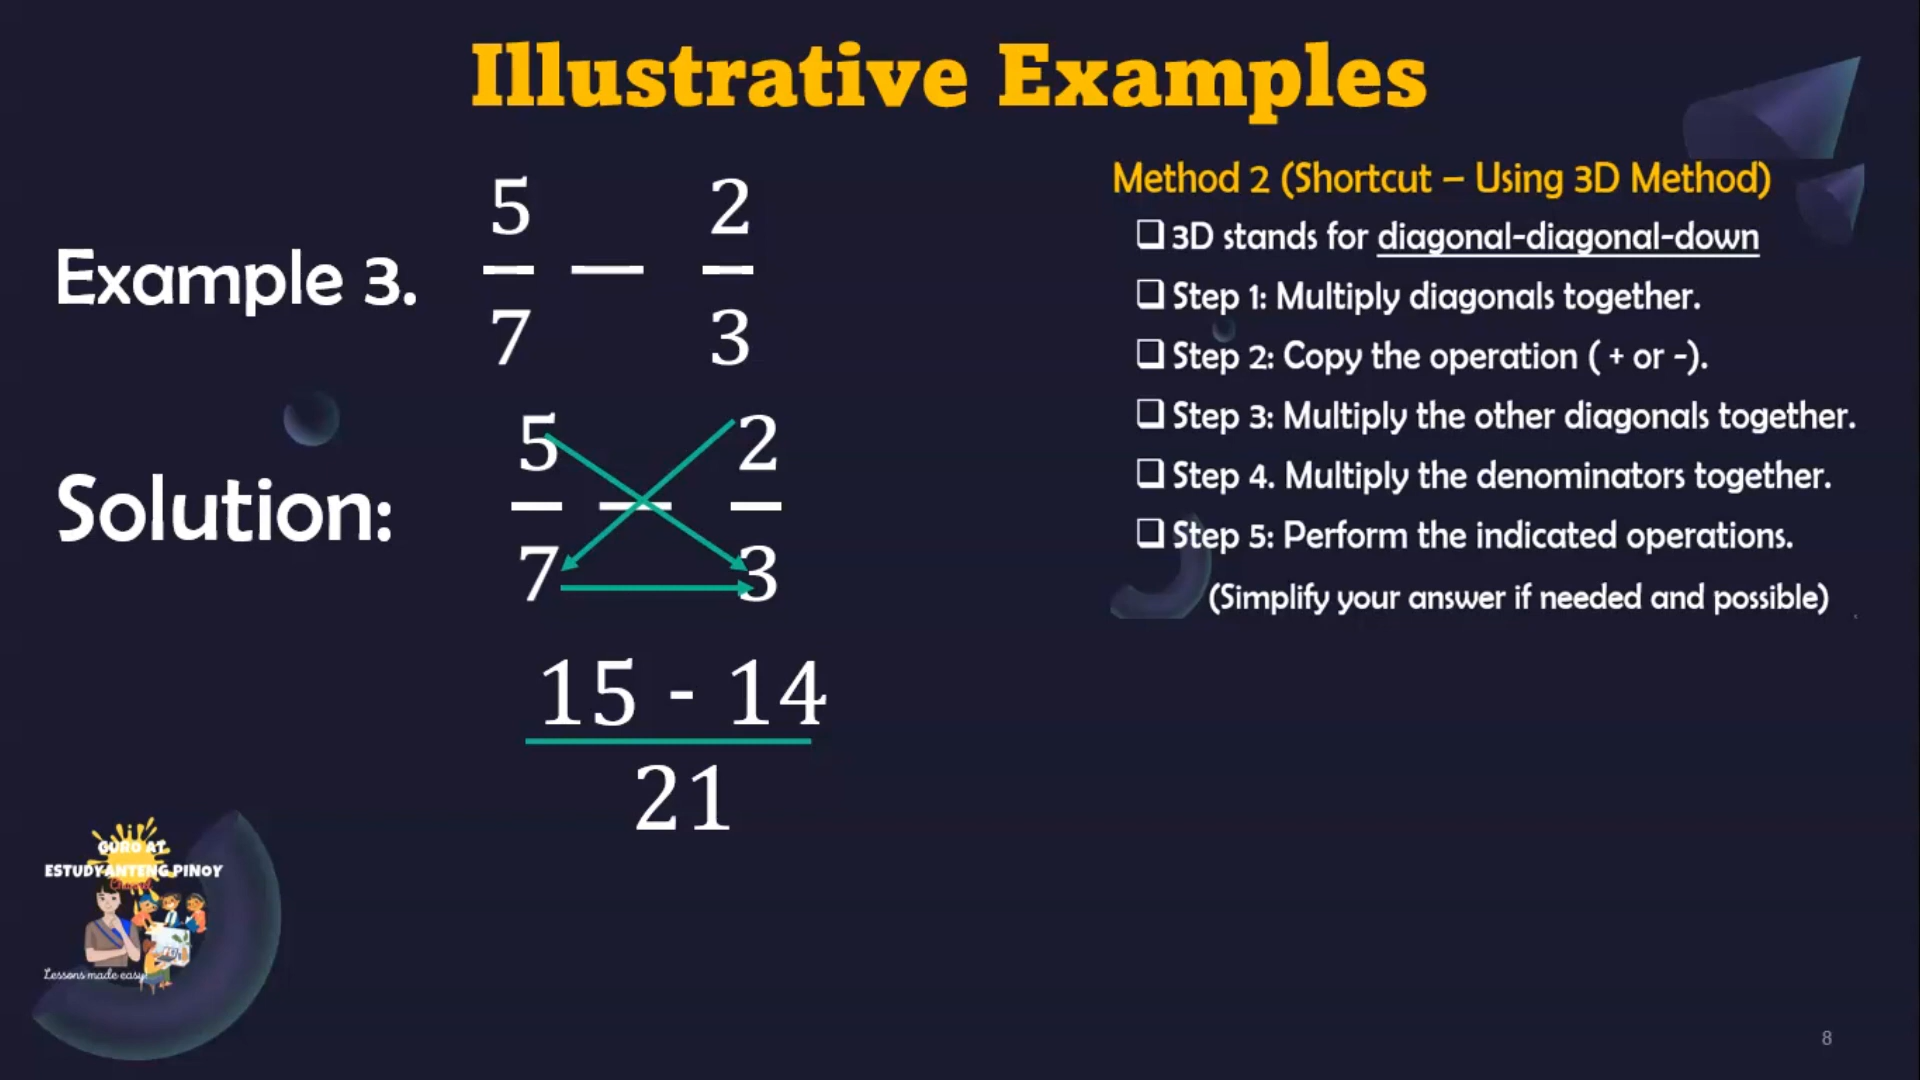 Illustrative Examples
Example 3.
5 — 2
7 3
Solution:
5 — 2
7 3
15 - 14
21
Method 2 (Shortcut – Using 3D Method)
❑ 3D stands for diagonal-diagonal-down
❑ Step 1: Multiply diagonals together.
❑ Step 2: Copy the operation ( + or -).
❑ Step 3: Multiply the other diagonals together.
❑ Step 4. Multiply the denominators together.
❑ Step 5: Perform the indicated operations.
(Simplify your answer if needed and possible)
GURO AT
ESTUDYANTENG PINOY
Channel
Lessons made easy!
8